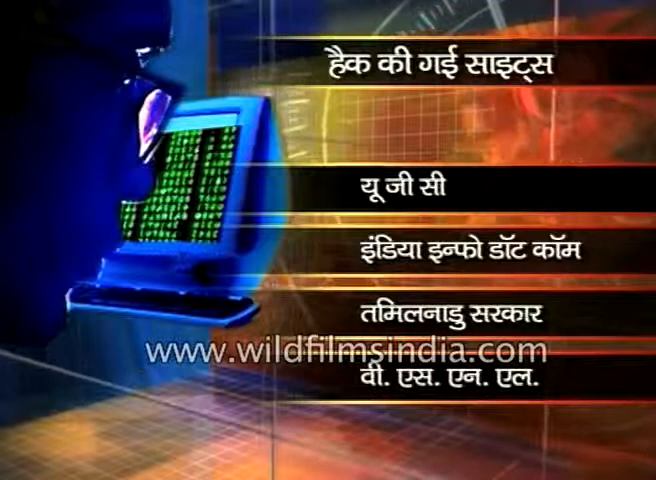 हैक की गई साइट्स
यू जी सी
इंडिया इन्फो डॉट कॉम
तमिलनाडु सरकार
www.wildfilmsindia.com
वी. एस. एन. एल.